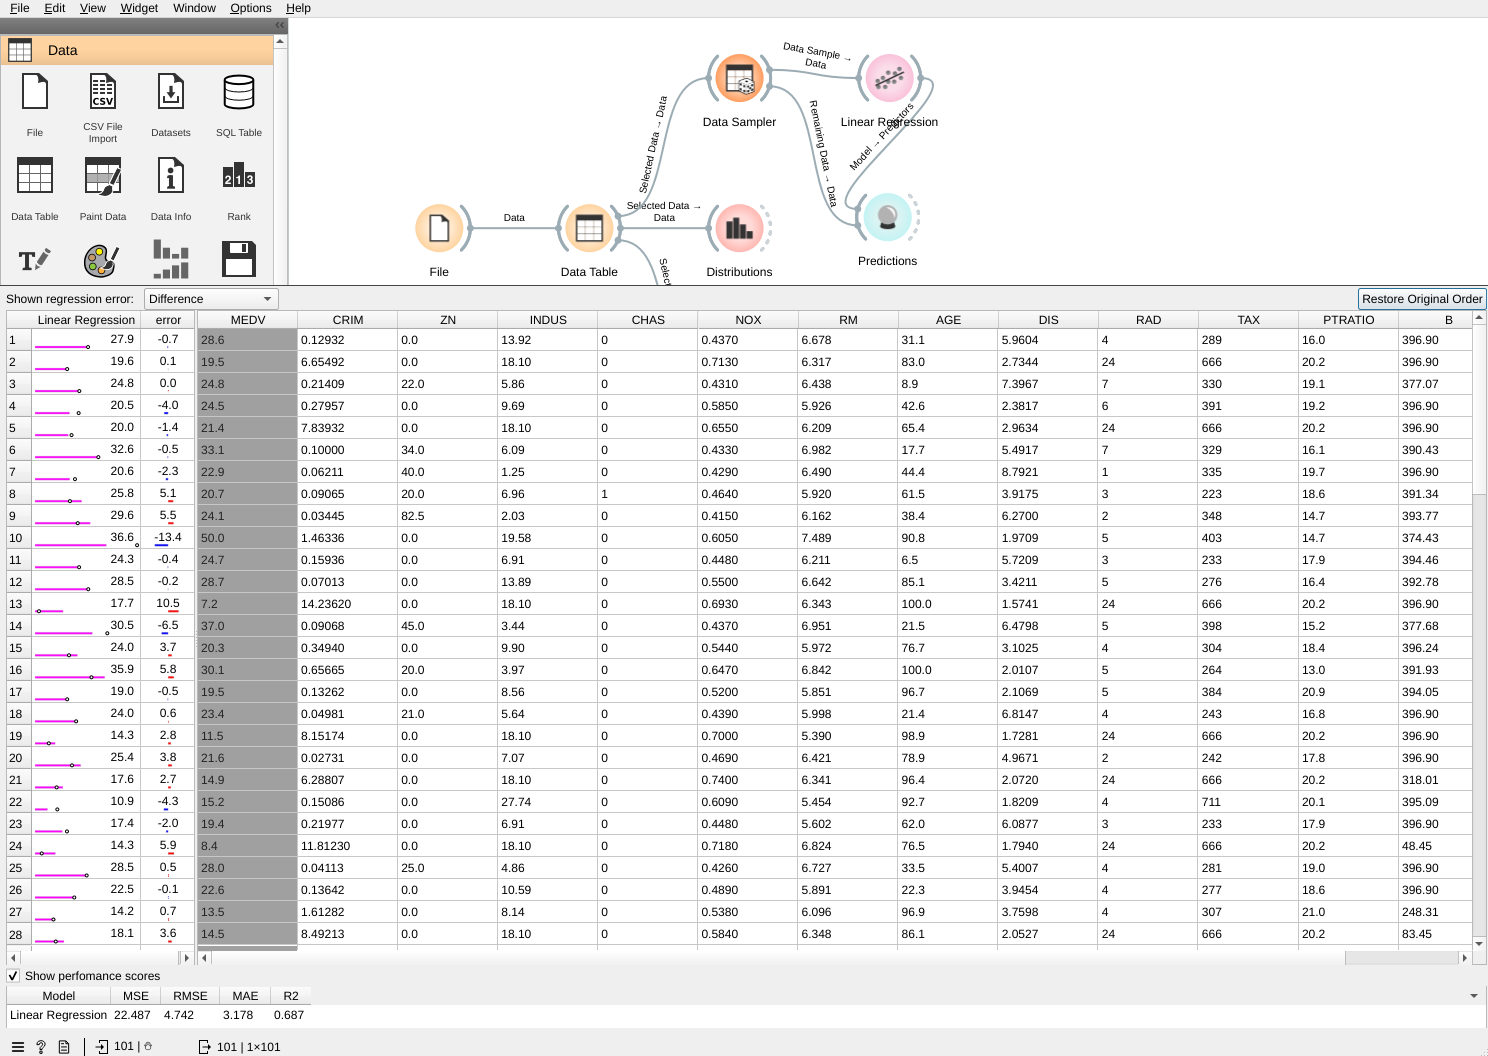 File Edit View Widget Window Options Help
Data
File
CSV File Import
Datasets
SQL Table
Data Table
Paint Data
Data Info
Rank
Data Sample → Data
Data Sampler
Linear Regression
Selected Data → Data
Remaining Data → Data
Model → Predictors
Data
Selected Data → Data
File
Data Table
Distributions
Predictions
Select
Shown regression error: Difference Restore Original Order
Linear Regression error MEDV CRIM ZN INDUS CHAS NOX RM AGE DIS RAD TAX PTRATIO B
1 27.9 -0.7 28.6 0.12932 0.0 13.92 0 0.4370 6.678 31.1 5.9604 4 289 16.0 396.90
2 19.6 0.1 19.5 6.65492 0.0 18.10 0 0.7130 6.317 83.0 2.7344 24 666 20.2 396.90
3 24.8 0.0 24.8 0.21409 22.0 5.86 0 0.4310 6.438 8.9 7.3967 7 330 19.1 377.07
4 20.5 -4.0 24.5 0.27957 0.0 9.69 0 0.5850 5.926 42.6 2.3817 6 391 19.2 396.90
5 20.0 -1.4 21.4 7.83932 0.0 18.10 0 0.6550 6.209 65.4 2.9634 24 666 20.2 396.90
6 32.6 -0.5 33.1 0.10000 34.0 6.09 0 0.4330 6.982 17.7 5.4917 7 329 16.1 390.43
7 20.6 -2.3 22.9 0.06211 40.0 1.25 0 0.4290 6.490 44.4 8.7921 1 335 19.7 396.90
8 25.8 5.1 20.7 0.09065 20.0 6.96 1 0.4640 5.920 61.5 3.9175 3 223 18.6 391.34
9 29.6 5.5 24.1 0.03445 82.5 2.03 0 0.4150 6.162 38.4 6.2700 2 348 14.7 393.77
10 36.6 -13.4 50.0 1.46336 0.0 19.58 0 0.6050 7.489 90.8 1.9709 5 403 14.7 374.43
11 24.3 -0.4 24.7 0.15936 0.0 6.91 0 0.4480 6.211 6.5 5.7209 3 233 17.9 394.46
12 28.5 -0.2 28.7 0.07013 0.0 13.89 0 0.5500 6.642 85.1 3.4211 5 276 16.4 392.78
13 17.7 10.5 7.2 14.23620 0.0 18.10 0 0.6930 6.343 100.0 1.5741 24 666 20.2 396.90
14 30.5 -6.5 37.0 0.09068 45.0 3.44 0 0.4370 6.951 21.5 6.4798 5 398 15.2 377.68
15 24.0 3.7 20.3 0.34940 0.0 9.90 0 0.5440 5.972 76.7 3.1025 4 304 18.4 396.24
16 35.9 5.8 30.1 0.65665 20.0 3.97 0 0.6470 6.842 100.0 2.0107 5 264 13.0 391.93
17 19.0 -0.5 19.5 0.13262 0.0 8.56 0 0.5200 5.851 96.7 2.1069 5 384 20.9 394.05
18 24.0 0.6 23.4 0.04981 21.0 5.64 0 0.4390 5.998 21.4 6.8147 4 243 16.8 396.90
19 14.3 2.8 11.5 8.15174 0.0 18.10 0 0.7000 5.390 98.9 1.7281 24 666 20.2 396.90
20 25.4 3.8 21.6 0.02731 0.0 7.07 0 0.4690 6.421 78.9 4.9671 2 242 17.8 396.90
21 17.6 2.7 14.9 6.28807 0.0 18.10 0 0.7400 6.341 96.4 2.0720 24 666 20.2 318.01
22 10.9 -4.3 15.2 0.15086 0.0 27.74 0 0.6090 5.454 92.7 1.8209 4 711 20.1 395.09
23 17.4 -2.0 19.4 0.21977 0.0 6.91 0 0.4480 5.602 62.0 6.0877 3 233 17.9 396.90
24 14.3 5.9 8.4 11.81230 0.0 18.10 0 0.7180 6.824 76.5 1.7940 24 666 20.2 48.45
25 28.5 0.5 28.0 0.04113 25.0 4.86 0 0.4260 6.727 33.5 5.4007 4 281 19.0 396.90
26 22.5 -0.1 22.6 0.13642 0.0 10.59 0 0.4890 5.891 22.3 3.9454 4 277 18.6 396.90
27 14.2 0.7 13.5 1.61282 0.0 8.14 0 0.5380 6.096 96.9 3.7598 4 307 21.0 248.31
28 18.1 3.6 14.5 8.49213 0.0 18.10 0 0.5840 6.348 86.1 2.0527 24 666 20.2 83.45
Show perfomance scores
Model MSE RMSE MAE R2
Linear Regression 22.487 4.742 3.178 0.687
101 | 101 | 1×101